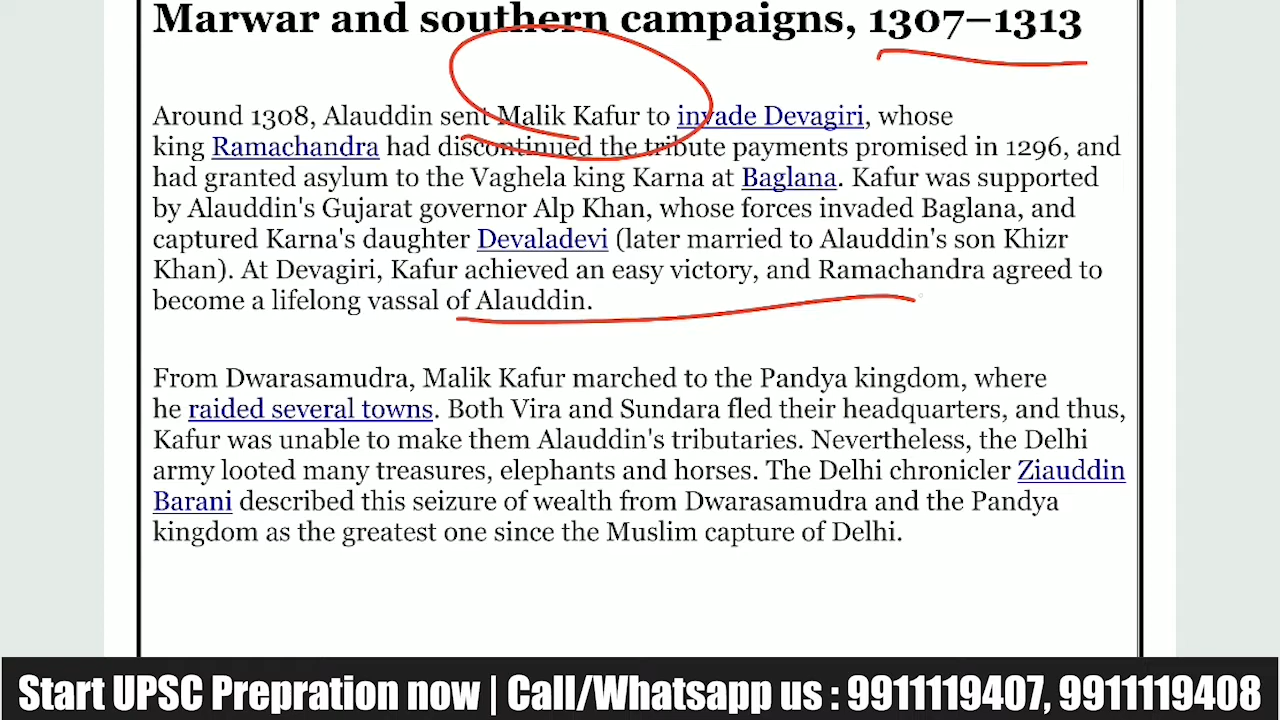 Marwar and southern campaigns, 1307–1313
Around 1308, Alauddin sent Malik Kafur to invade Devagiri, whose
king Ramachandra had discontinued the tribute payments promised in 1296, and
had granted asylum to the Vaghela king Karna at Baglana. Kafur was supported
by Alauddin's Gujarat governor Alp Khan, whose forces invaded Baglana, and
captured Karna's daughter Devaladevi (later married to Alauddin's son Khizr
Khan). At Devagiri, Kafur achieved an easy victory, and Ramachandra agreed to
become a lifelong vassal of Alauddin.
From Dwarasamudra, Malik Kafur marched to the Pandya kingdom, where
he raided several towns. Both Vira and Sundara fled their headquarters, and thus,
Kafur was unable to make them Alauddin's tributaries. Nevertheless, the Delhi
army looted many treasures, elephants and horses. The Delhi chronicler Ziauddin
Barani described this seizure of wealth from Dwarasamudra and the Pandya
kingdom as the greatest one since the Muslim capture of Delhi.
Start UPSC Prepration now | Call/Whatsapp us : 9911119407, 9911119408